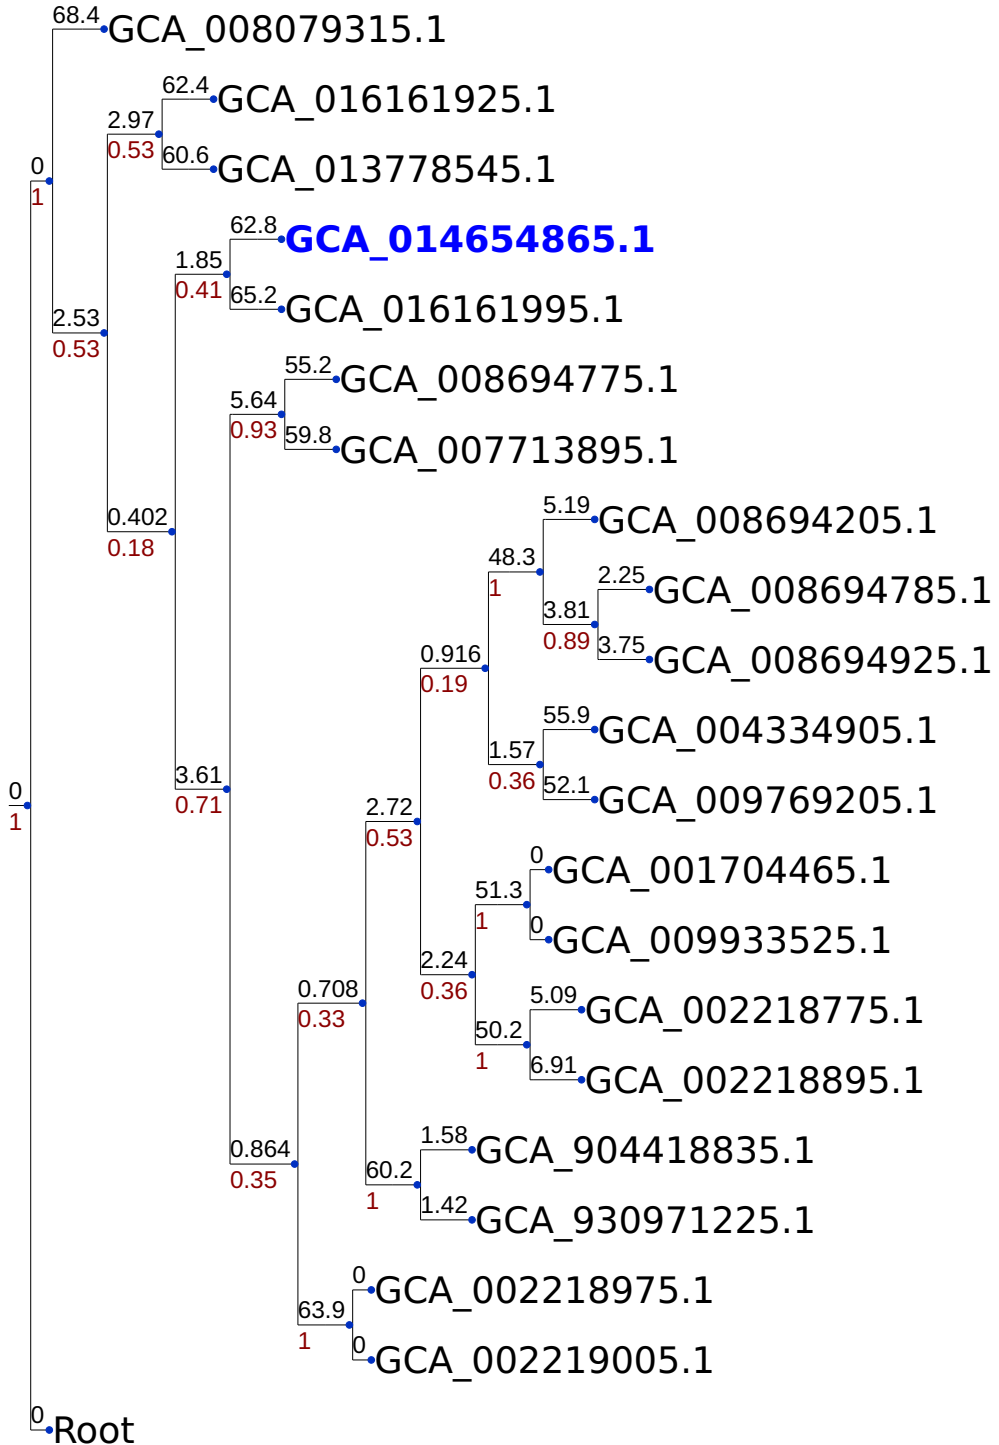 68.4
GCA_008079315.1
62.4
GCA_016161925.1
2.97
0.53
60.6
GCA_013778545.1
0
1
62.8
GCA_014654865.1
1.85
0.41
65.2
GCA_016161995.1
2.53
0.53
55.2
GCA_008694775.1
5.64
0.93
59.8
GCA_007713895.1
5.19
GCA_008694205.1
0.402
0.18
48.3
1
2.25
GCA_008694785.1
3.81
0.89
3.75
GCA_008694925.1
0.916
0.19
55.9
GCA_004334905.1
1.57
0.36
52.1
GCA_009769205.1
3.61
0.71
0
1
2.72
0.53
0
GCA_001704465.1
51.3
1
0
GCA_009933525.1
2.24
0.36
5.09
GCA_002218775.1
0.708
0.33
50.2
1
6.91
GCA_002218895.1
1.58
GCA_904418835.1
0.864
0.35
60.2
1
1.42
GCA_930971225.1
0
GCA_002218975.1
63.9
1
0
GCA_002219005.1
0
Root